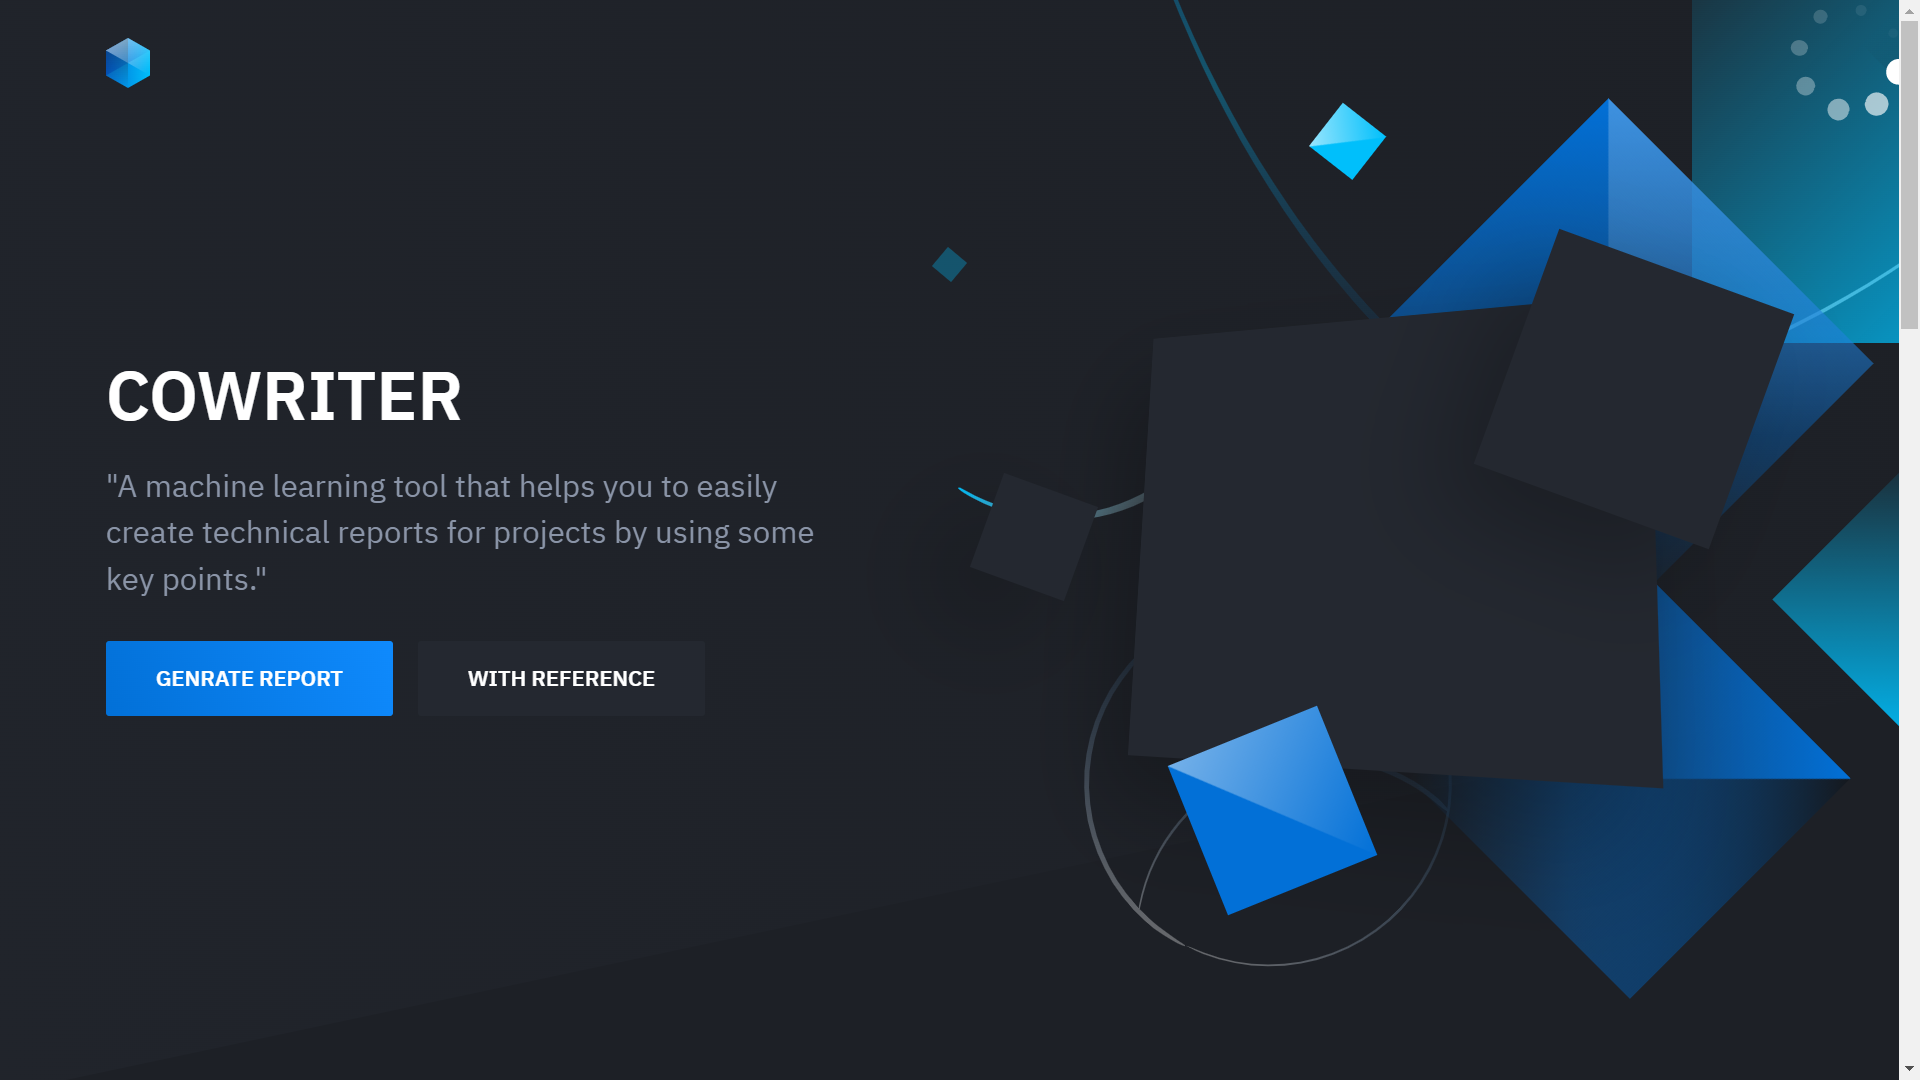 COWRITER
"A machine learning tool that helps you to easily
create technical reports for projects by using some
key points."
GENRATE REPORT
WITH REFERENCE